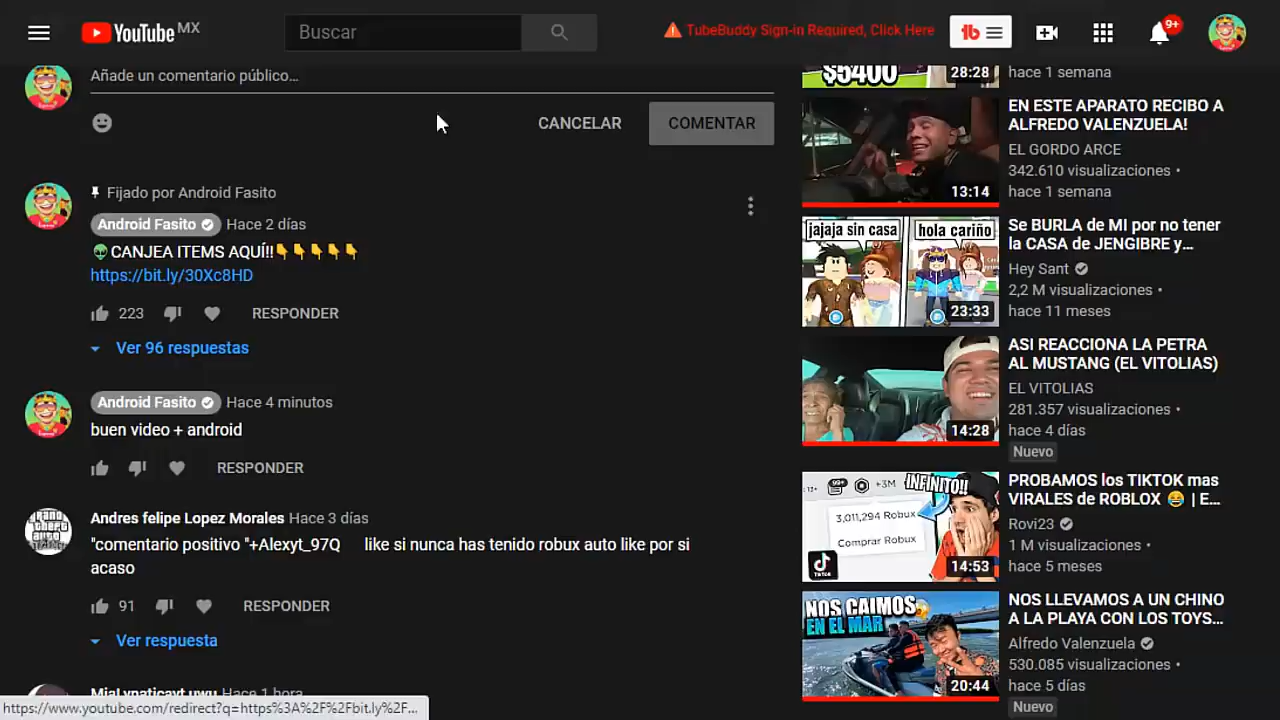 YouTube MX
Buscar
TubeBuddy Sign-in Required, Click Here
tb
9+
Añade un comentario público...
CANCELAR
COMENTAR
Fijado por Android Fasito
Android Fasito Hace 2 días
👽CANJEA ITEMS AQUÍ!!👇👇👇👇👇
https://bit.ly/30Xc8HD
223
RESPONDER
Ver 96 respuestas
Android Fasito Hace 4 minutos
buen video + android
RESPONDER
Andres felipe Lopez Morales Hace 3 días
"comentario positivo "+Alexyt_97Q like si nunca has tenido robux auto like por si
acaso
91
RESPONDER
Ver respuesta
MiaLynaticayt uwu Hace 1 hora
https://www.youtube.com/redirect?q=https%3A%2F%2Fbit.ly%2F...
$5400
28:28
hace 1 semana
13:14
EN ESTE APARATO RECIBO A
ALFREDO VALENZUELA!
EL GORDO ARCE
342.610 visualizaciones •
hace 1 semana
jajaja sin casa
hola cariño
23:33
Se BURLA de MI por no tener
la CASA de JENGIBRE y...
Hey Sant
2,2 M visualizaciones •
hace 11 meses
14:28
ASI REACCIONA LA PETRA
AL MUSTANG (EL VITOLIAS)
EL VITOLIAS
281.357 visualizaciones •
hace 4 días
Nuevo
99+
+3M
INFINITO!!
3,011,294 Robux
Comprar Robux
TikTok
14:53
PROBAMOS los TIKTOK mas
VIRALES de ROBLOX 😂 | E...
Rovi23
1 M visualizaciones •
hace 5 meses
NOS CAIMOS
EN EL MAR
20:44
NOS LLEVAMOS A UN CHINO
A LA PLAYA CON LOS TOYS...
Alfredo Valenzuela
530.085 visualizaciones •
hace 5 días
Nuevo